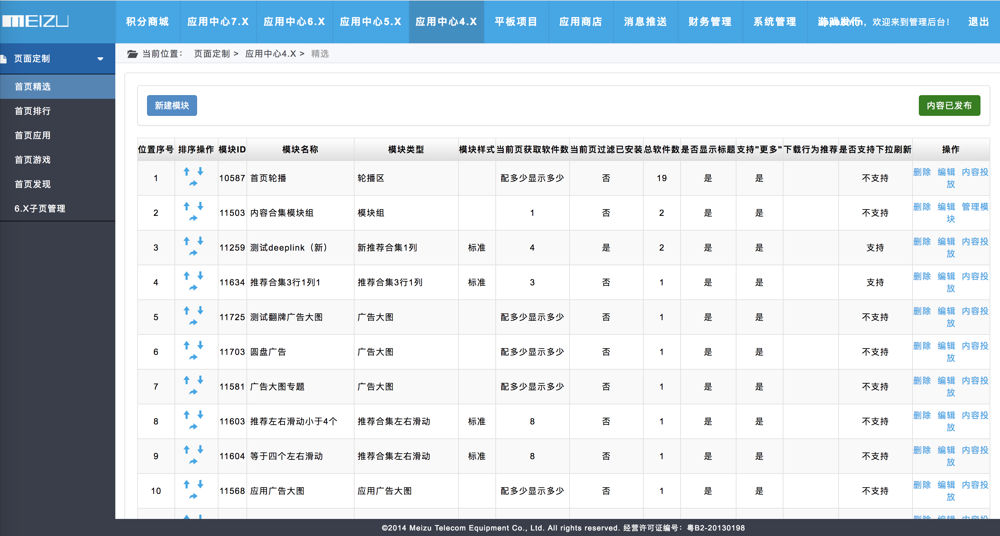 MEIZU
积分商城 应用中心7.X 应用中心6.X 应用中心5.X 应用中心4.X 平板项目 应用商店 消息推送 财务管理 系统管理 游戏发行 ，欢迎来到管理后台！ 退出
页面定制
首页精选
首页排行
首页应用
首页游戏
首页发现
6.X子页管理
当前位置： 页面定制 > 应用中心4.X > 精选
新建模块 内容已发布
位置序号 排序操作 模块ID 模块名称 模块类型 模块样式 当前页获取软件数 当前页过滤已安装 总软件数 是否显示标题 支持"更多" 下载行为推荐 是否支持下拉刷新 操作
1 10587 首页轮播 轮播区 配多少显示多少 否 19 是 是 不支持 删除 编辑 内容投放
2 11503 内容合集模块组 模块组 1 否 2 是 是 不支持 删除 编辑 管理模块
3 11259 测试deeplink（新） 新推荐合集1列 标准 4 是 2 是 是 支持 删除 编辑 内容投放
4 11634 推荐合集3行1列1 推荐合集3行1列 标准 3 否 1 是 是 支持 删除 编辑 内容投放
5 11725 测试翻牌广告大图 广告大图 配多少显示多少 否 1 是 是 不支持 删除 编辑 内容投放
6 11703 圆盘广告 广告大图 配多少显示多少 否 1 是 是 不支持 删除 编辑 内容投放
7 11581 广告大图专题 广告大图 配多少显示多少 否 1 是 是 不支持 删除 编辑 内容投放
8 11603 推荐左右滑动小于4个 推荐合集左右滑动 标准 8 否 1 是 是 不支持 删除 编辑 内容投放
9 11604 等于四个左右滑动 推荐合集左右滑动 标准 8 否 1 是 是 不支持 删除 编辑 内容投放
10 11568 应用广告大图 应用广告大图 配多少显示多少 否 1 是 是 不支持 删除 编辑 内容投放
删除 编辑 内容投
©2014 Meizu Telecom Equipment Co., Ltd. All rights reserved. 经营许可证编号：粤B2-20130198